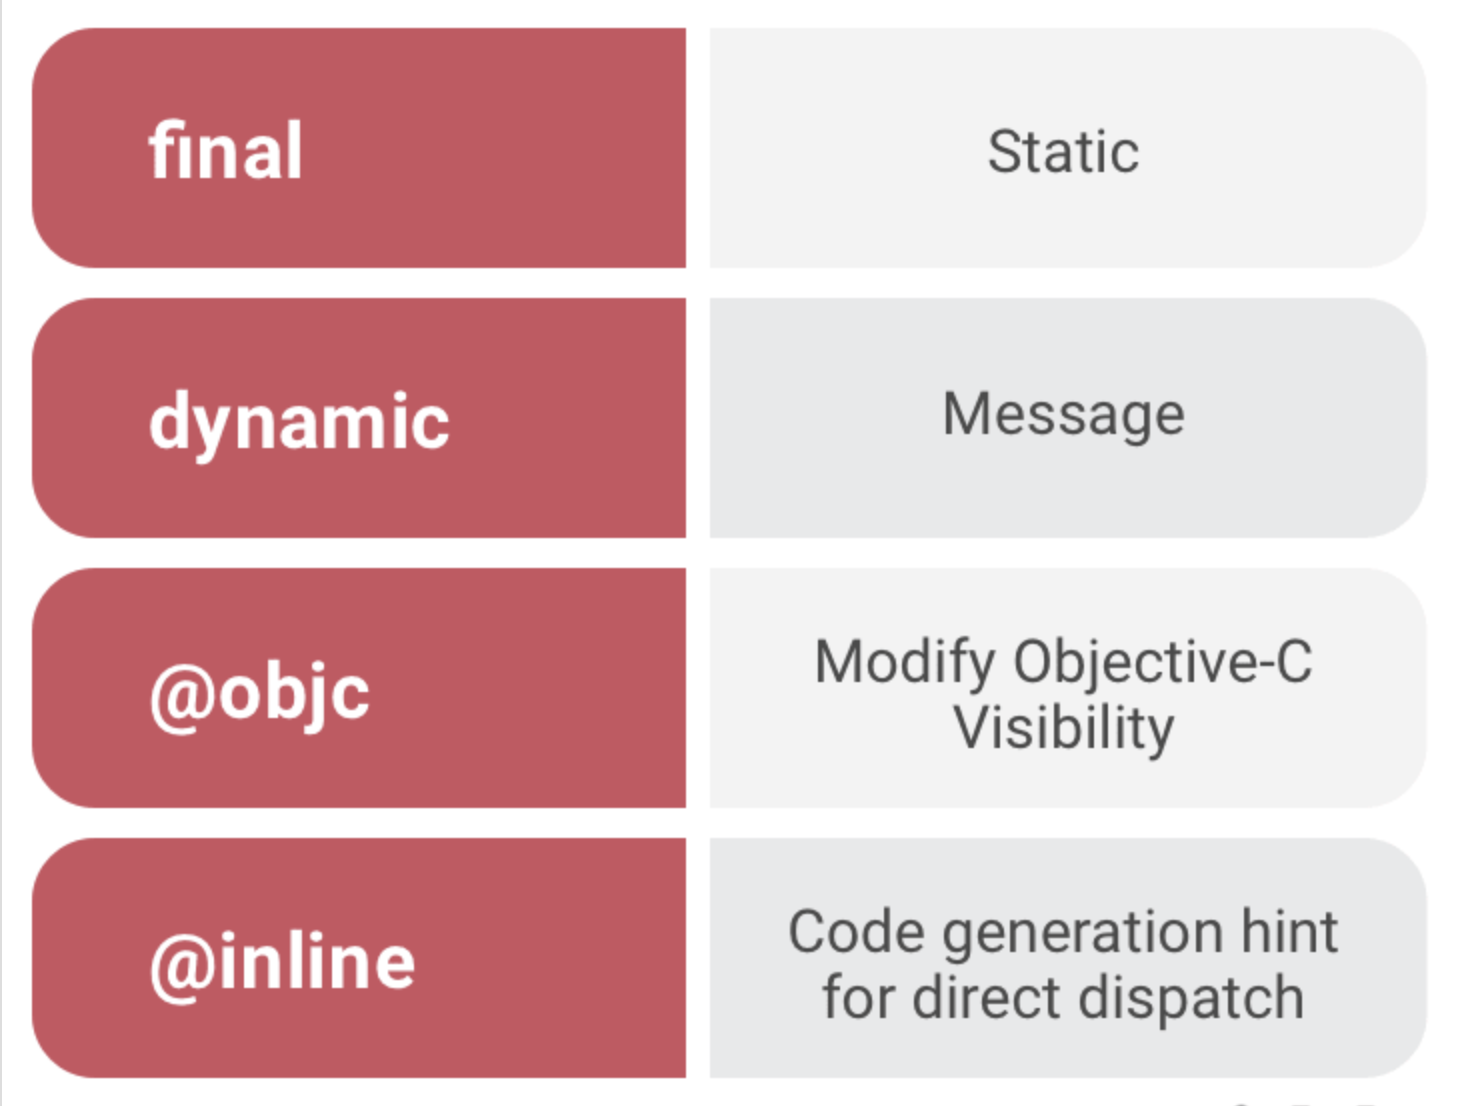 final
Static
dynamic
Message
@objc
Modify Objective-C
Visibility
@inline
Code generation hint
for direct dispatch